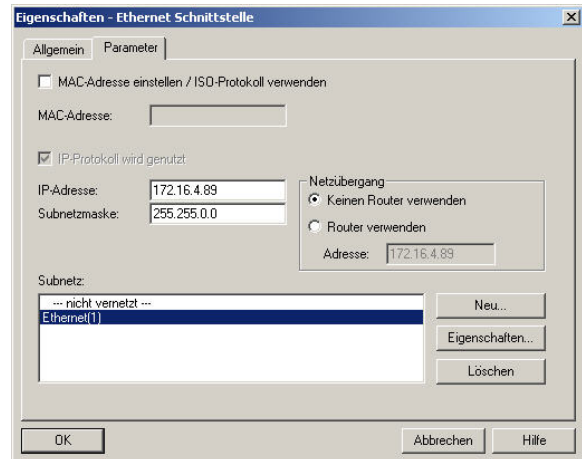 Eigenschaften - Ethernet Schnittstelle
Allgemein
Parameter
MAC-Adresse einstellen / ISO-Protokoll verwenden
MAC-Adresse:
IP-Protokoll wird genutzt
IP-Adresse:
172.16.4.89
Subnetzmaske:
255.255.0.0
Netzübergang
Keinen Router verwenden
Router verwenden
Adresse:
172.16.4.89
Subnetz:
--- nicht vernetzt ---
Ethernet(1)
Neu...
Eigenschaften...
Löschen
OK
Abbrechen
Hilfe